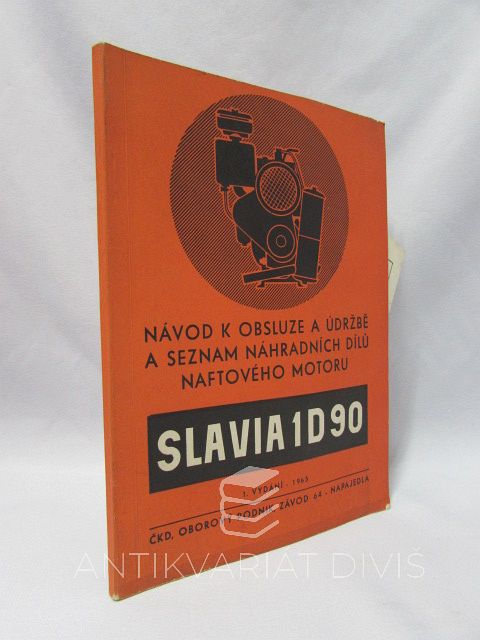 NÁVOD K OBSLUZE A ÚDRŽBĚ
A SEZNAM NÁHRADNÍCH DÍLŮ
NAFTOVÉHO MOTORU
SLAVIA 1D90
1. VYDÁNÍ - 1963
ČKD, OBOROVÝ PODNIK, ZÁVOD 64 - NAPAJEDLA
ANTIKVARIÁT DIVIŠ